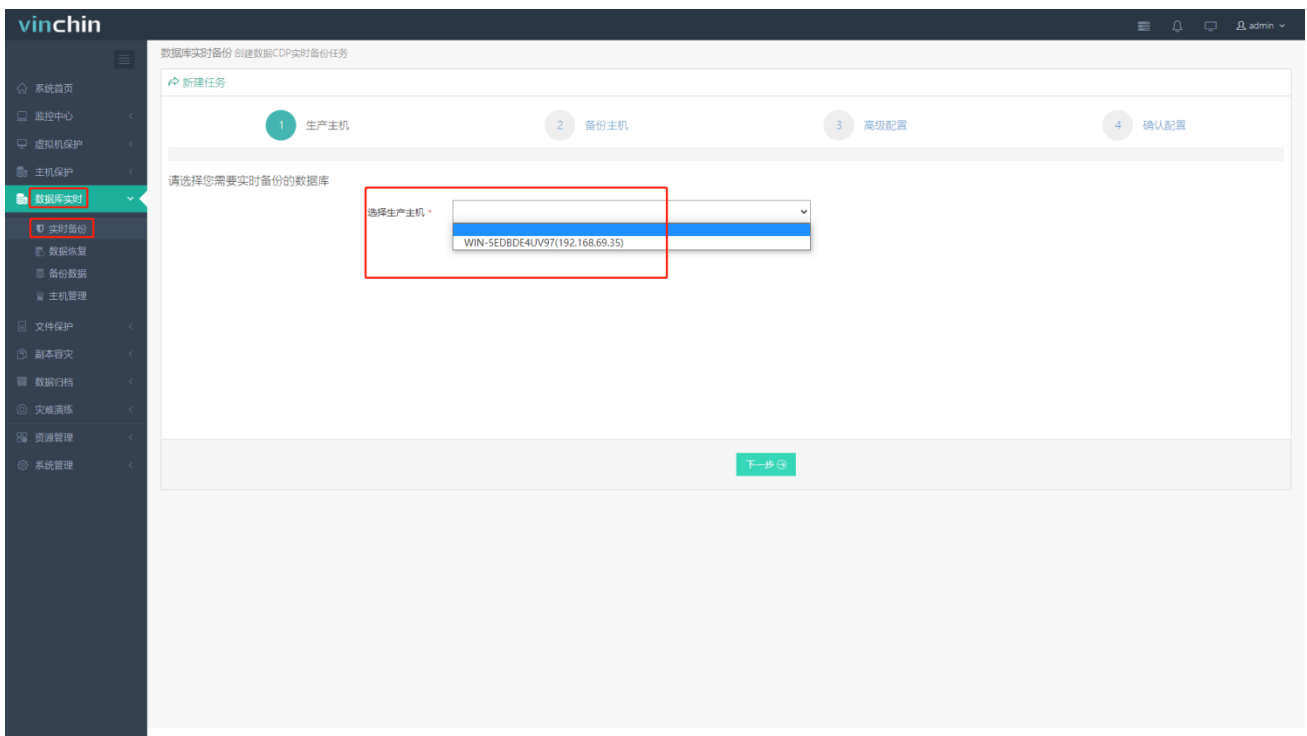 vinchin
admin
数据库实时备份 创建数据CDP实时备份任务
新建任务
1 生产主机
2 备份主机
3 高级配置
4 确认配置
请选择您需要实时备份的数据库
选择生产主机 *
WIN-5EDBDE4UV97(192.168.69.35)
下一步
系统首页
监控中心
虚拟机保护
主机保护
数据库实时
实时备份
数据恢复
备份数据
主机管理
文件保护
副本容灾
数据归档
灾难演练
资源管理
系统管理